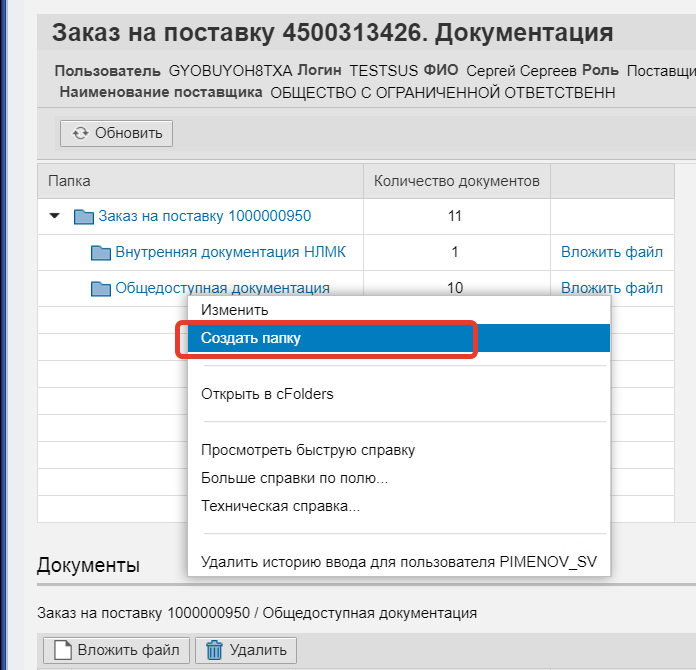 Заказ на поставку 4500313426. Документация
Пользователь GYOBUYOH8TXA Логин TESTSUS ФИО Сергей Сергеев Роль Поставщи
Наименование поставщика ОБЩЕСТВО С ОГРАНИЧЕННОЙ ОТВЕТСТВЕНН
Обновить
Папка Количество документов
Заказ на поставку 1000000950 11
Внутренняя документация НЛМК 1 Вложить файл
Общедоступная документация 10 Вложить файл
Изменить
Создать папку
Открыть в cFolders
Просмотреть быструю справку
Больше справки по полю...
Техническая справка...
Удалить историю ввода для пользователя PIMENOV_SV
Документы
Заказ на поставку 1000000950 / Общедоступная документация
Вложить файл Удалить